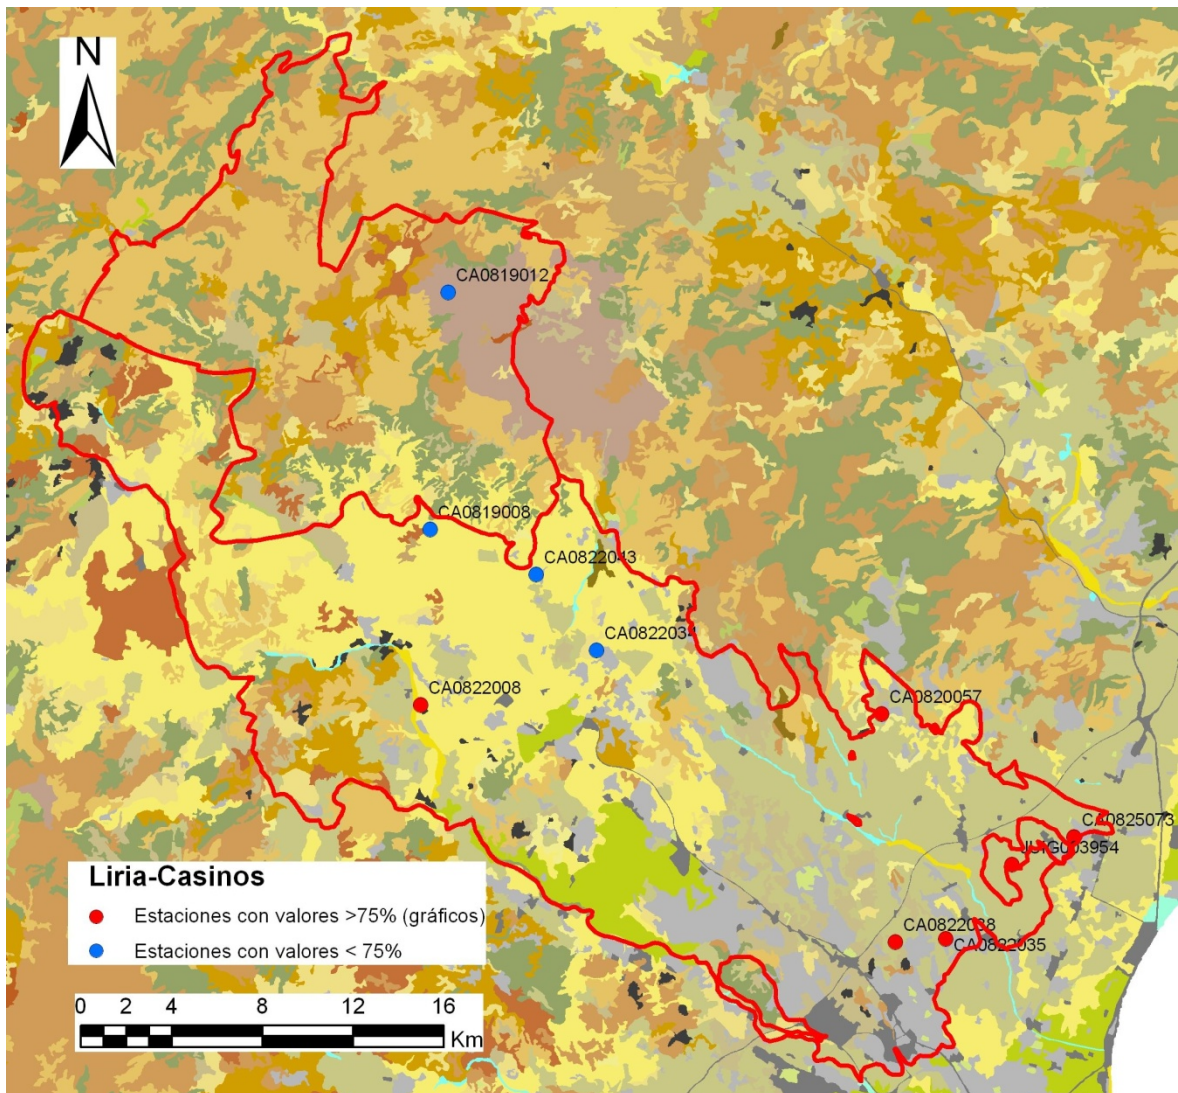 N
CA0819012
CA0819008
CA0822043
CA0822034
CA0822008
CA0820057
CA0825073
CA0822038
CA0822035
Liria-Casinos
Estaciones con valores >75% (gráficos)
Estaciones con valores < 75%
0 2 4 8 12 16
Km